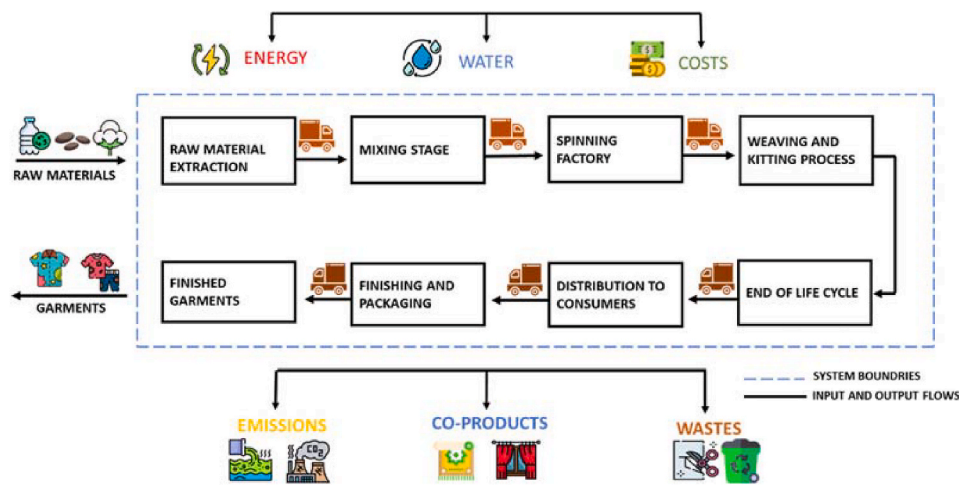 ENERGY
WATER
COSTS
RAW MATERIALS
RAW MATERIAL
EXTRACTION
MIXING STAGE
SPINNING
FACTORY
WEAVING AND
KITTING PROCESS
GARMENTS
FINISHED
GARMENTS
FINISHING AND
PACKAGING
DISTRIBUTION TO
CONSUMERS
END OF LIFE CYCLE
SYSTEM BOUNDRIES
INPUT AND OUTPUT FLOWS
EMISSIONS
CO-PRODUCTS
WASTES
CO2